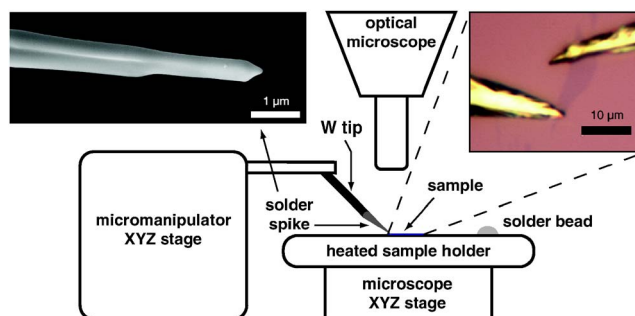 optical
microscope
1 µm
10 µm
W tip
sample
solder
spike
solder bead
micromanipulator
XYZ stage
heated sample holder
microscope
XYZ stage